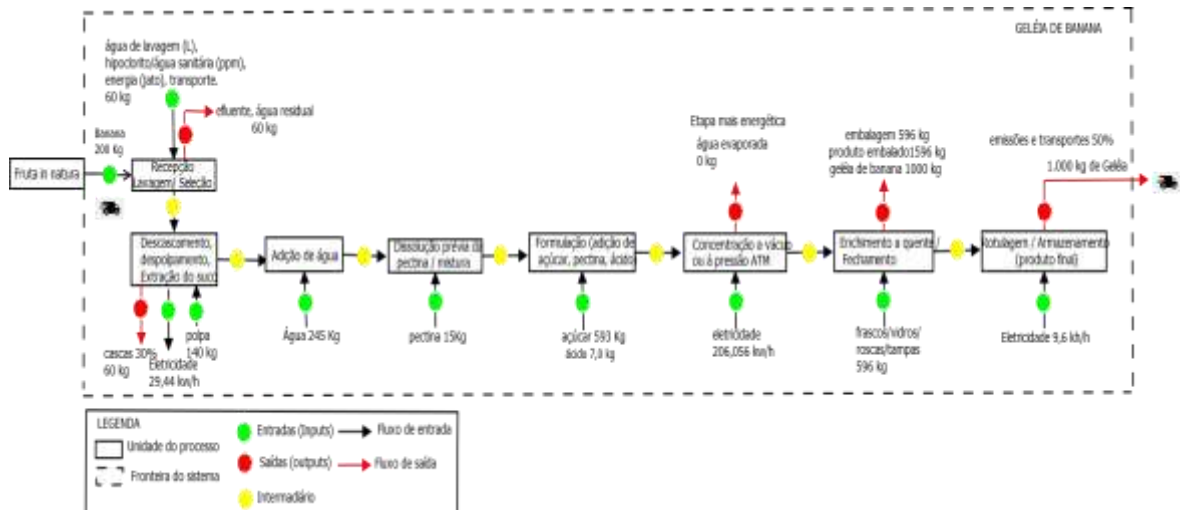 GELÉIA DE BANANA
água de lavagem (L),
hipoclorito/água sanitária (ppm),
energia (jato), transporte.
60 kg
efluente, água residual
60 kg
Banana
200 Kg
Fruta in natura
Recepção
Lavagem/ Seleção
Etapa mais energética
água evaporada
0 kg
embalagem 596 kg
produto embalado1596 kg
geléia de banana 1000 kg
emissões e transportes 50%
1.000 kg de Geléia
Descascamento,
despolpamento,
Extração do suco
Adição de água
Dissolução prévia da
pectina / mistura
Formulação (adição de
açúcar, pectina, ácido)
Concentração a vácuo
ou à pressão ATM
Enchimento a quente /
Fechamento
Rotulagem / Armazenamento
(produto final)
cascas 30%
60 kg
Eletricidade
29,44 kw/h
polpa
140 kg
Água 245 Kg
pectina 15Kg
açúcar 593 Kg
ácido 7,0 kg
eletricidade
206,056 kw/h
frascos/vidros/
roscas/tampas
596 kg
Eletricidade 9,6 kh/h
LEGENDA
Unidade do processo
Fronteira do sistema
Entradas (Inputs)
Saídas (outputs)
Intermadiário
Fluxo de entrada
Fluxo de saída